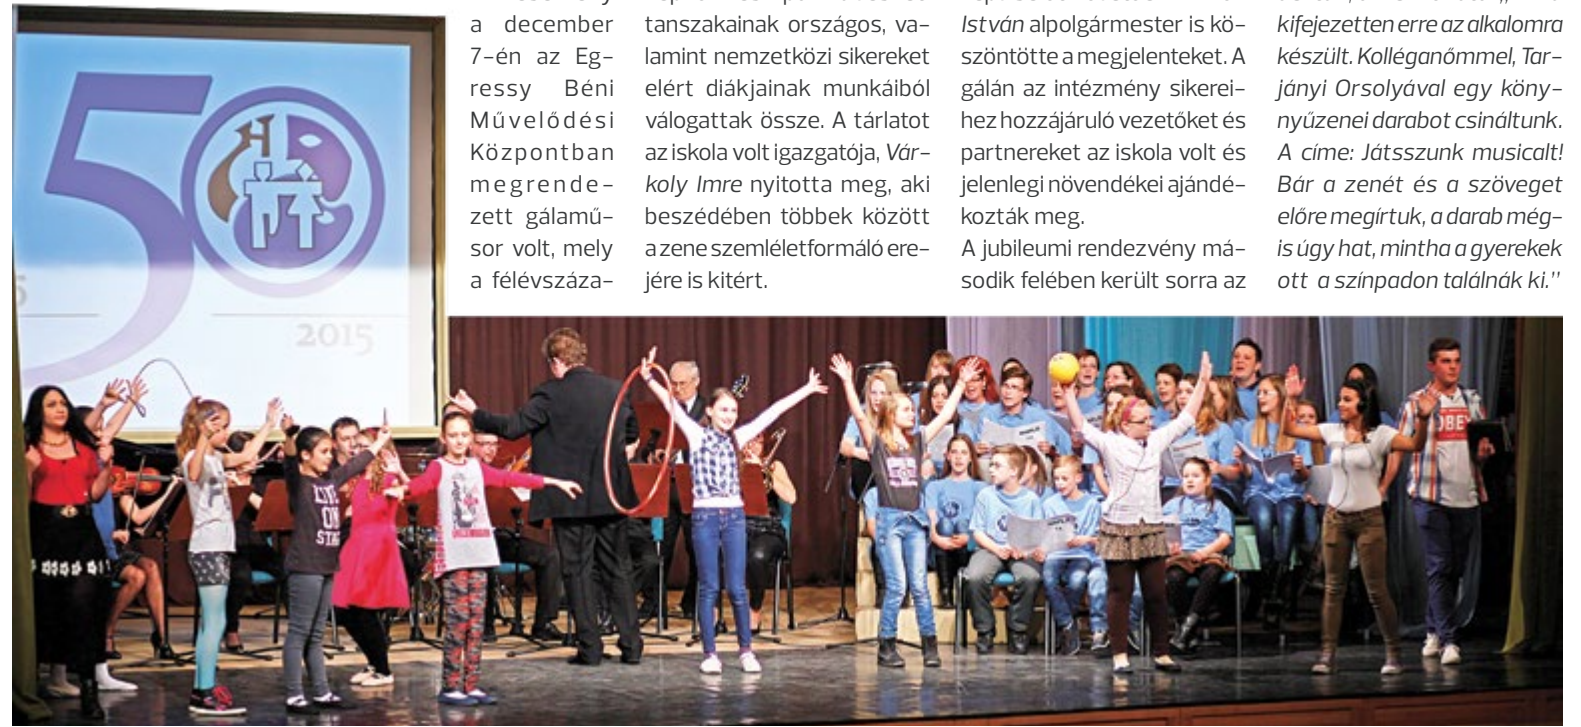 a december
7-én az Eg-
ressy Béni
Művelődési
Központban
megrende-
zett gálamű-
sor volt, mely
a félévszáza-
tanszakainak országos, va-
lamint nemzetközi sikereket
elért diákjainak munkáiból
válogattak össze. A tárlatot
az iskola volt igazgatója, Vár-
koly Imre nyitotta meg, aki
beszédében többek között
a zene szemléletformáló ere-
jére is kitért.
István alpolgármester is kö-
szöntötte a megjelenteket. A
gálán az intézmény sikerei-
hez hozzájáruló vezetőket és
partnereket az iskola volt és
jelenlegi növendékei ajándé-
kozták meg.
A jubileumi rendezvény má-
sodik felében került sorra az
kifejezetten erre az alkalomra
készült. Kolléganőmmel, Tar-
jányi Orsolyával egy köny-
nyűzenei darabot csináltunk.
A címe: Játsszunk musicalt!
Bár a zenét és a szöveget
előre megírtuk, a darab még-
is úgy hat, mintha a gyerekek
ott a színpadon találnák ki.”
50
2015
LIVE
ON
STAGE
OBEY